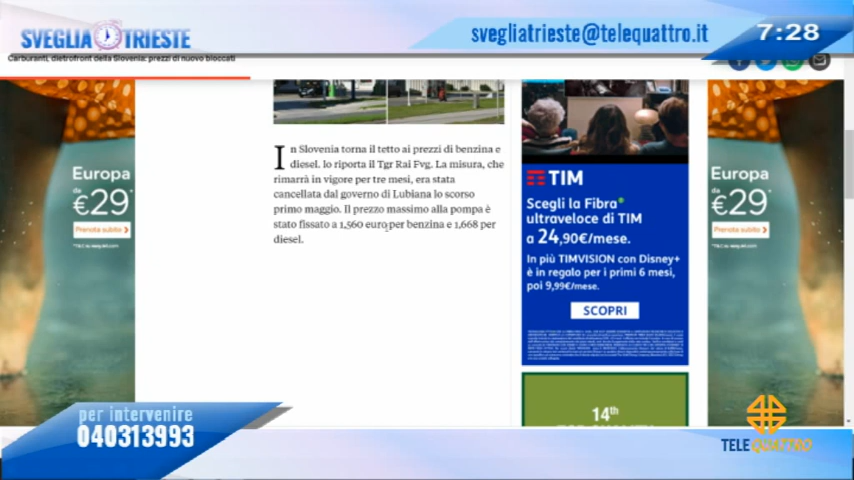 SVEGLIA TRIESTE
svegliatrieste@telequattro.it
7:28
Carburanti, dietrofront della Slovenia: prezzi di nuovo bloccati
In Slovenia torna il tetto ai prezzi di benzina e
diesel. lo riporta il Tgr Rai Fvg. La misura, che
rimarrà in vigore per tre mesi, era stata
cancellata dal governo di Lubiana lo scorso
primo maggio. Il prezzo massimo alla pompa è
stato fissato a 1,560 euro per benzina e 1,668 per
diesel.
Europa
da
€29*
Prenota subito
TIM
Scegli la Fibra
ultraveloce di TIM
a 24,90€/mese.
In più TIMVISION con Disney+
è in regalo per i primi 6 mesi,
poi 9,99€/mese.
SCOPRI
14th
Europa
da
€29*
Prenota subito
per intervenire
040313993
TELEQUATTRO